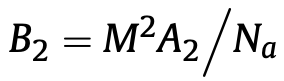 B₂ = M²A₂/Nₐ